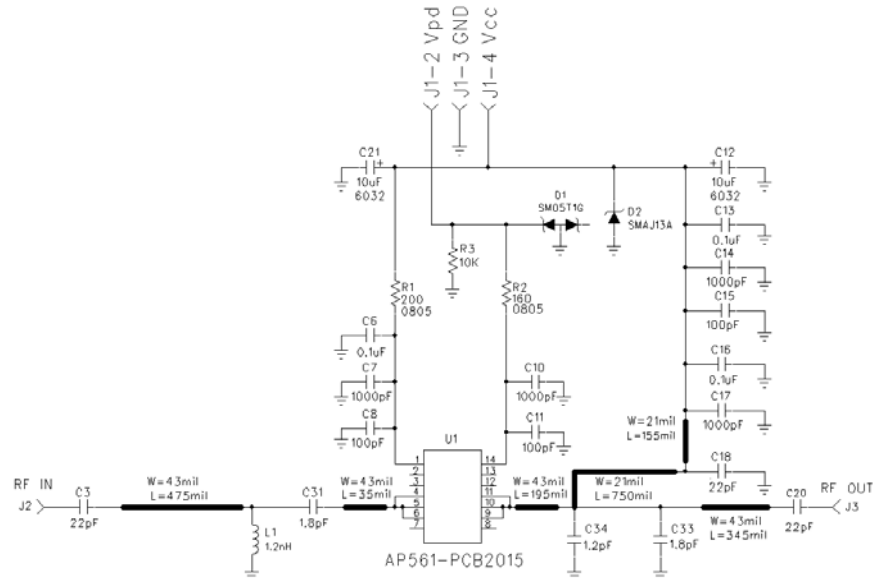 J1-2 Vpd
J1-3 GND
J1-4 Vcc
C21
+
10uF
6032
C12
+
10uF
6032
D1
SM05T1G
D2
SMAJ13A
C13
0.1uF
R3
10K
C14
1000pF
R1
200
0805
R2
160
0805
C15
100pF
C6
0.1uF
C16
0.1uF
C7
1000pF
C10
1000pF
C17
1000pF
C8
100pF
C11
100pF
W=21mil
L=155mil
U1
1
2
3
4
5
6
7
14
13
12
11
10
9
8
C18
22pF
RF IN
J2
C3
22pF
W=43mil
L=475mil
C31
1.8pF
W=43mil
L=35mil
W=43mil
L=195mil
W=21mil
L=750mil
C20
22pF
RF OUT
J3
L1
1.2nH
C34
1.2pF
C33
1.8pF
W=43mil
L=345mil
AP561-PCB2015